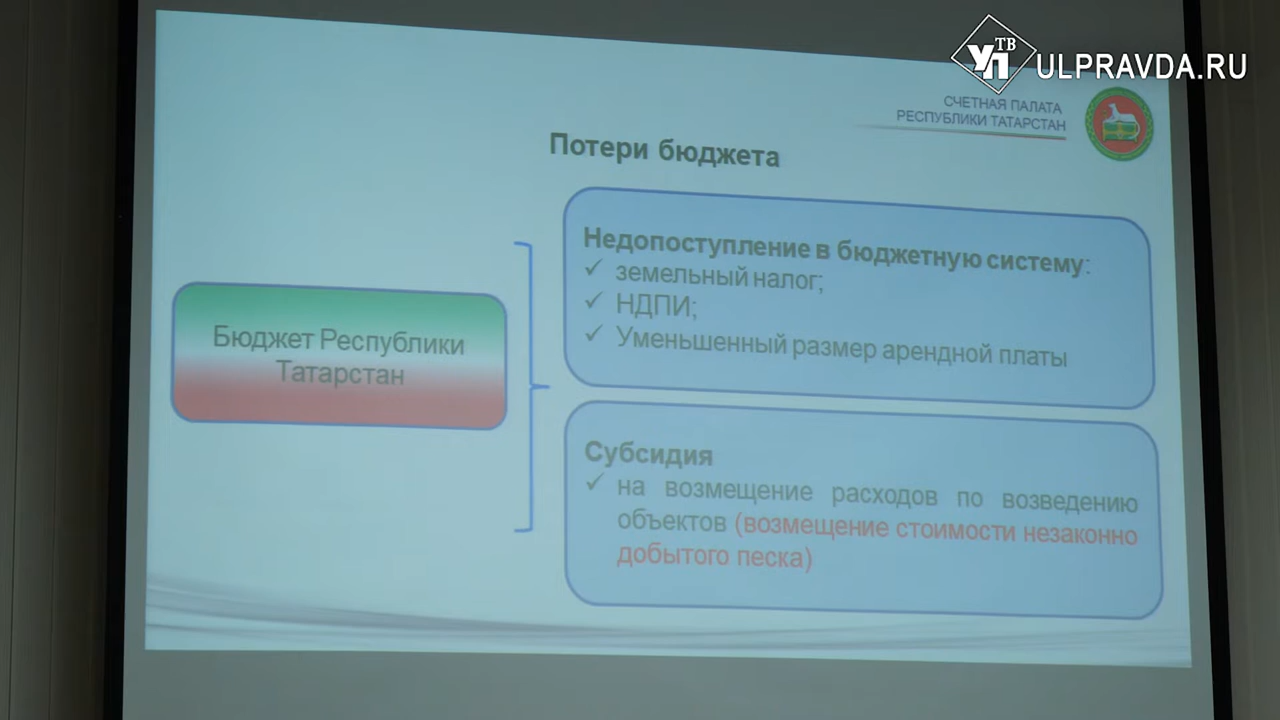 УП ТВ
ULPRAVDA.RU
СЧЕТНАЯ ПАЛАТА
РЕСПУБЛИКИ ТАТАРСТАН
Потери бюджета
Бюджет Республики
Татарстан
Недопоступление в бюджетную систему:
✓ земельный налог;
✓ НДПИ;
✓ Уменьшенный размер арендной платы
Субсидия
✓ на возмещение расходов по возведению
объектов (возмещение стоимости незаконно
добытого песка)